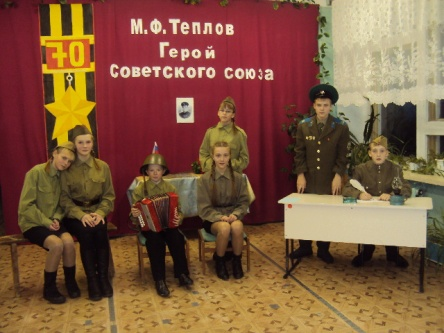 М.Ф.Теплов
Герой
Советского союза
70